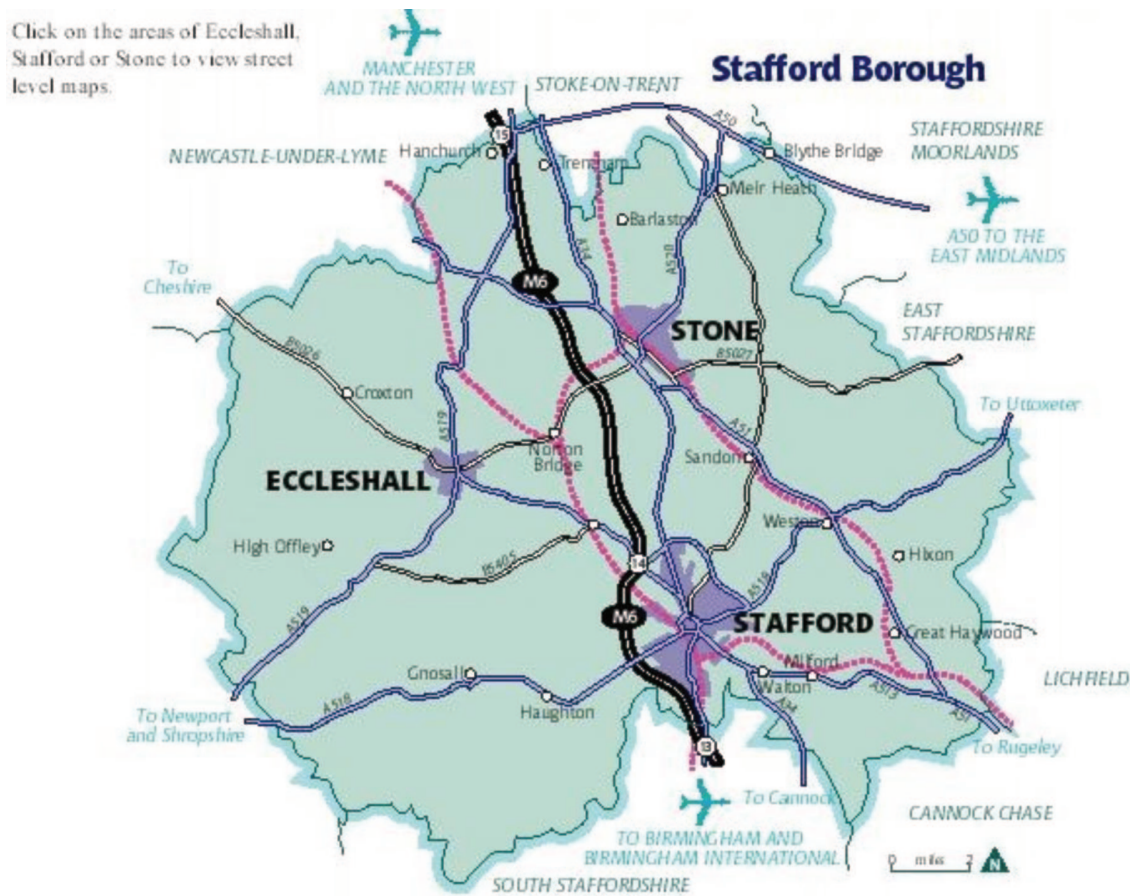 Click on the areas of Eccleshall,
Stafford or Stone to view street
level maps.
Stafford Borough
MANCHESTER
AND THE NORTH WEST
STOKE-ON-TRENT
NEWCASTLE-UNDER-LYME
STAFFORDSHIRE
MOORLANDS
A50
15
Hanchurch
Trentham
Blythe Bridge
Meir Heath
Barlaston
A50 TO THE
EAST MIDLANDS
A34
A520
To
Cheshire
M6
EAST
STAFFORDSHIRE
STONE
B5026
B5027
Croxton
To Uttoxeter
A519
A51
Norton
Bridge
Sandon
ECCLESHALL
Weston
High Offley
Hixon
B5405
14
A518
A519
M6
STAFFORD
Great Haywood
Gnosall
Milford
Walton
LICHFIELD
A518
Haughton
A34
A513
A51
To Newport
and Shropshire
13
To Rugeley
To Cannock
CANNOCK CHASE
TO BIRMINGHAM AND
BIRMINGHAM INTERNATIONAL
0 miles 2
N
SOUTH STAFFORDSHIRE